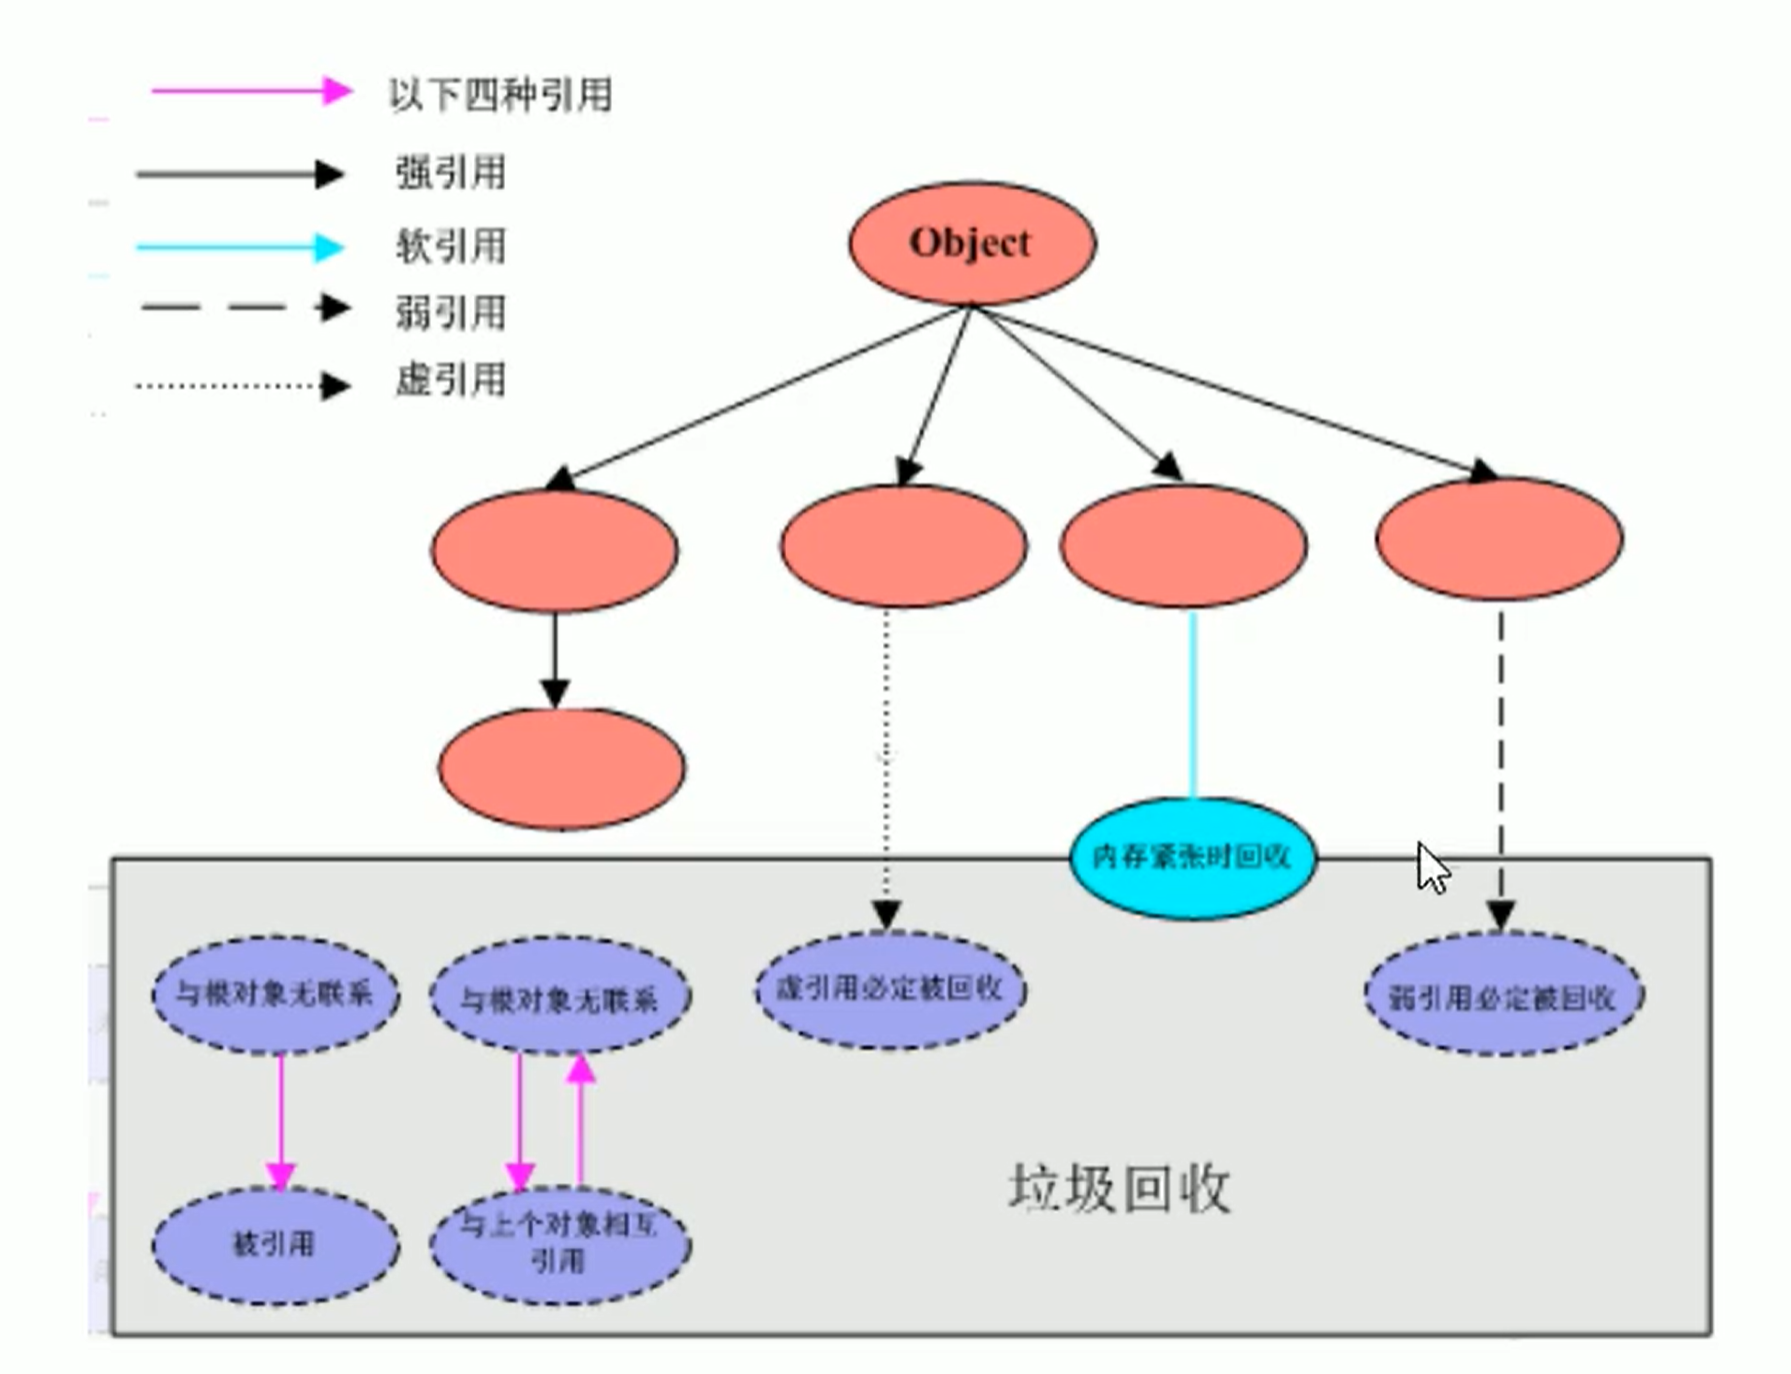 以下四种引用
强引用
软引用
弱引用
虚引用
Object
内存紧张时回收
与根对象无联系
与根对象无联系
虚引用必定被回收
弱引用必定被回收
被引用
与上个对象相互
引用
垃圾回收